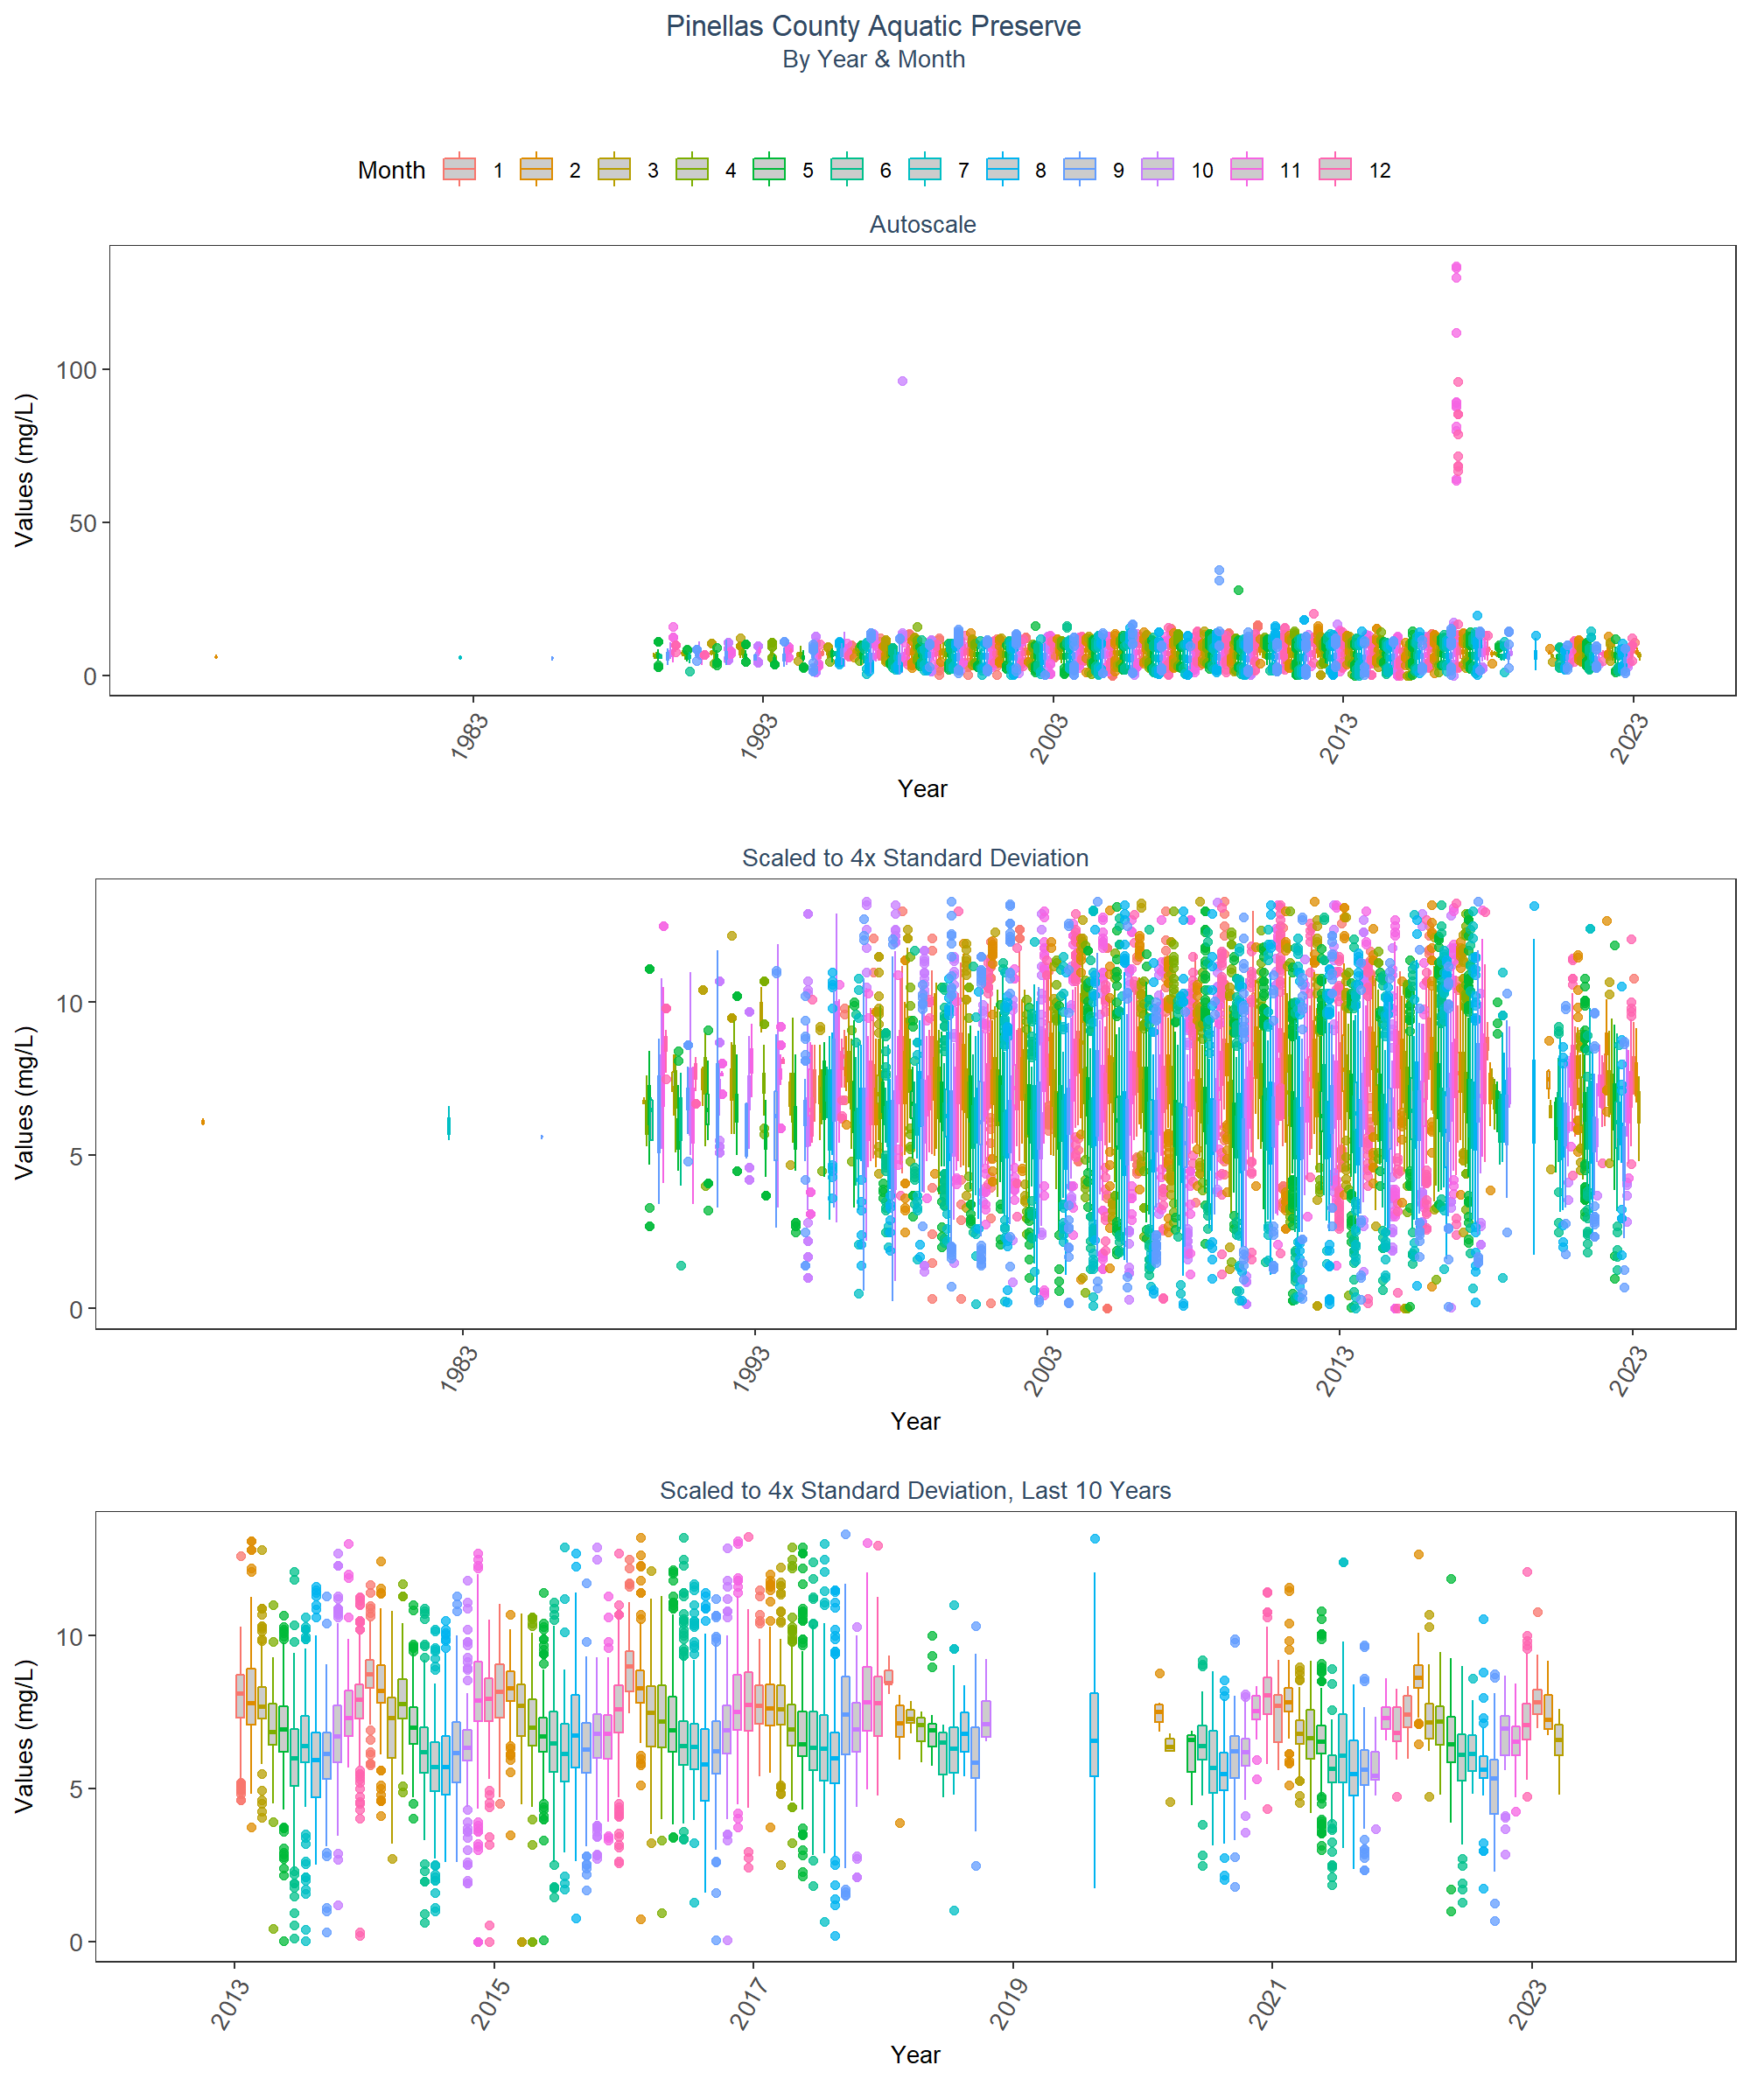 Pinellas County Aquatic Preserve
By Year & Month
Month 1 2 3 4 5 6 7 8 9 10 11 12
Autoscale
Values (mg/L)
100
50
0
1983 1993 2003 2013 2023
Year
Scaled to 4x Standard Deviation
Values (mg/L)
10
5
0
1983 1993 2003 2013 2023
Year
Scaled to 4x Standard Deviation, Last 10 Years
Values (mg/L)
10
5
0
2013 2015 2017 2019 2021 2023
Year